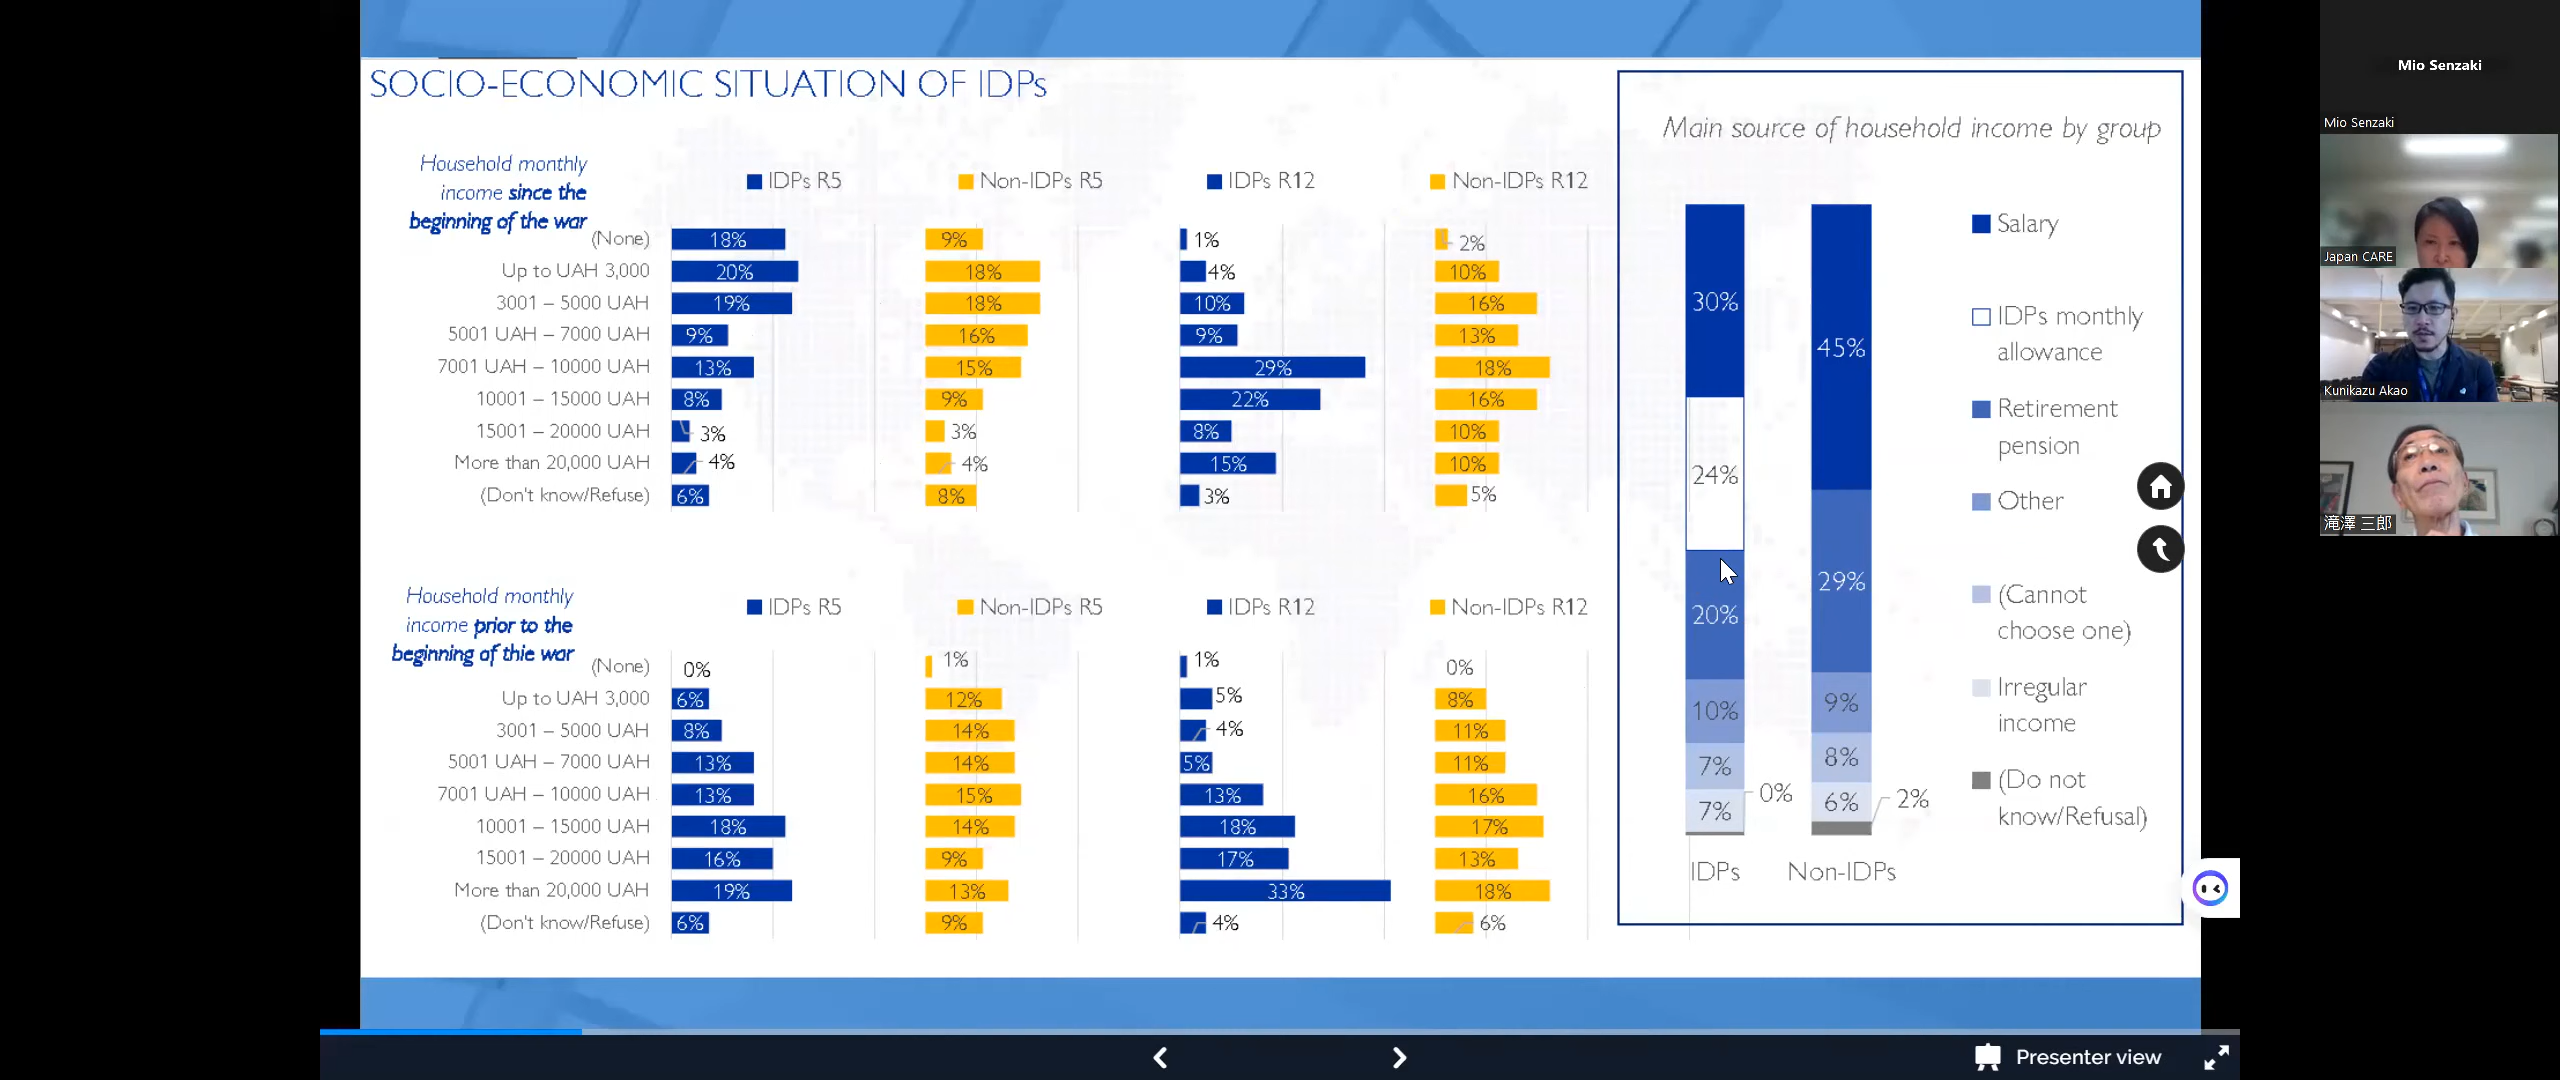 SOCIO-ECONOMIC SITUATION OF IDPs
Household monthly
income since the
beginning of the war
IDPs R5
Non-IDPs R5
IDPs R12
Non-IDPs R12
(None) 18% 9% 1% 2%
Up to UAH 3,000 20% 18% 4% 10%
3001 – 5000 UAH 19% 18% 10% 16%
5001 UAH – 7000 UAH 9% 16% 9% 13%
7001 UAH – 10000 UAH 13% 15% 29% 18%
10001 – 15000 UAH 8% 9% 22% 16%
15001 – 20000 UAH 3% 3% 8% 10%
More than 20,000 UAH 4% 4% 15% 10%
(Don't know/Refuse) 6% 8% 3% 5%
Household monthly
income prior to the
beginning of thie war
IDPs R5
Non-IDPs R5
IDPs R12
Non-IDPs R12
(None) 0% 1% 1% 0%
Up to UAH 3,000 6% 12% 5% 8%
3001 – 5000 UAH 8% 14% 4% 11%
5001 UAH – 7000 UAH 13% 14% 5% 11%
7001 UAH – 10000 UAH 13% 15% 13% 16%
10001 – 15000 UAH 18% 14% 18% 17%
15001 – 20000 UAH 16% 9% 17% 13%
More than 20,000 UAH 19% 13% 33% 18%
(Don't know/Refuse) 6% 9% 4% 6%
Main source of household income by group
30%
24%
20%
10%
7%
7%
0%
IDPs
45%
29%
9%
8%
6%
2%
Non-IDPs
Salary
IDPs monthly
allowance
Retirement
pension
Other
(Cannot
choose one)
Irregular
income
(Do not
know/Refusal)
Presenter view
Mio Senzaki
Mio Senzaki
Japan CARE
Kunikazu Akao
滝澤 三郎